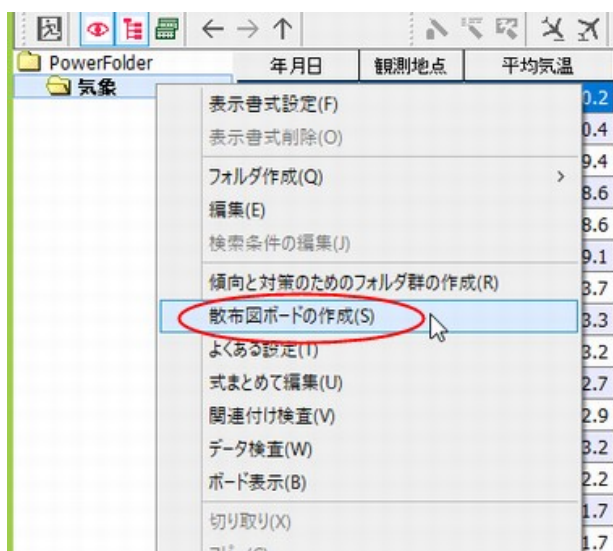 PowerFolder
気象
年月日 観測地点 平均気温
0.2
0.4
9.4
8.6
8.6
9.1
3.7
3.3
3.2
2.7
2.9
3.2
2.2
1.7
1.7
表示書式設定(F)
表示書式削除(O)
フォルダ作成(Q) >
編集(E)
検索条件の編集(J)
傾向と対策のためのフォルダ群の作成(R)
散布図ボードの作成(S)
よくある設定(T)
式まとめて編集(U)
関連付け検査(V)
データ検査(W)
ボード表示(B)
切り取り(X)